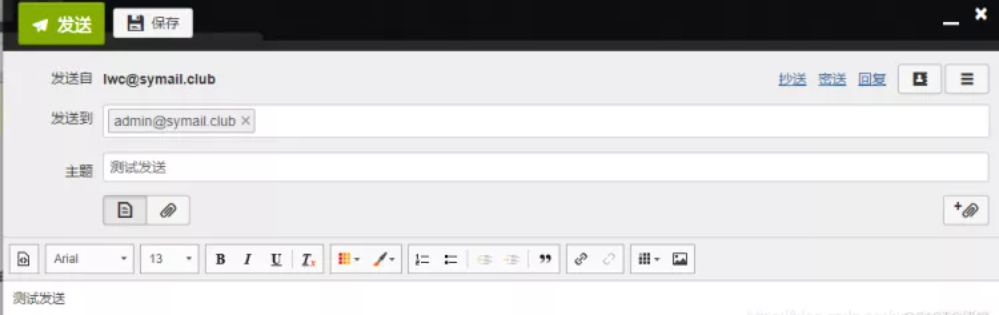 发送 保存
发送自 lwc@symail.club 抄送 密送 回复
发送到 admin@symail.club ×
主题 测试发送
Arial 13 B I U Tx
测试发送